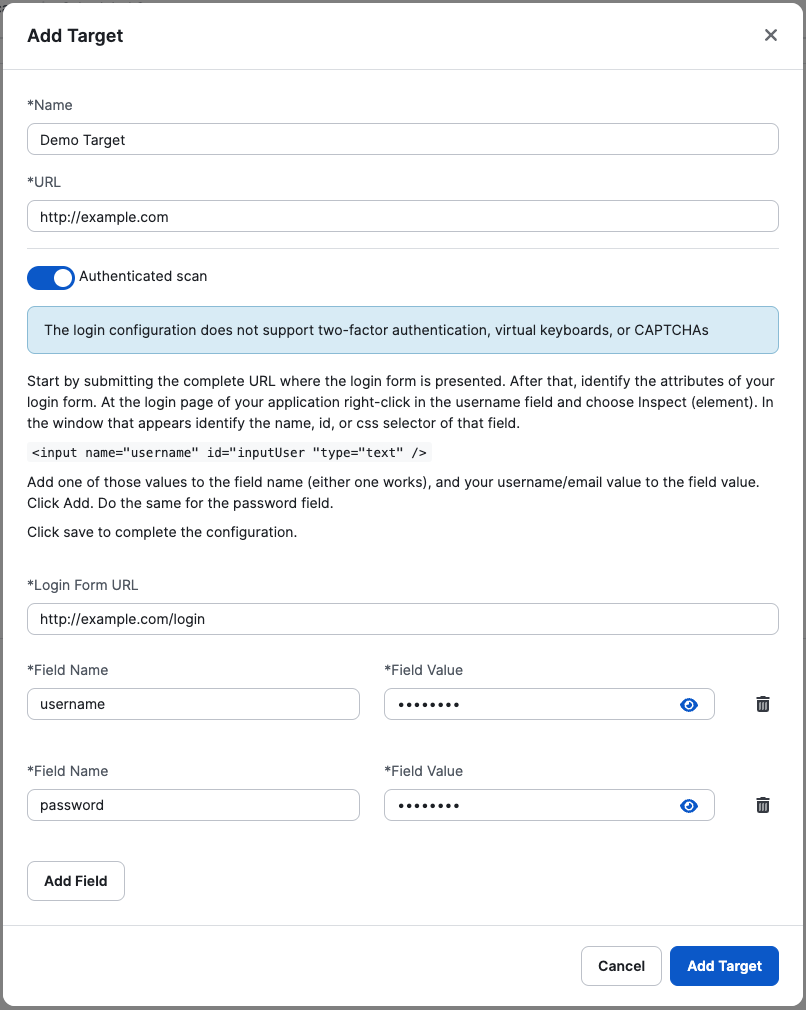 Add Target
*Name
Demo Target
*URL
http://example.com
Authenticated scan
The login configuration does not support two-factor authentication, virtual keyboards, or CAPTCHAs
Start by submitting the complete URL where the login form is presented. After that, identify the attributes of your
login form. At the login page of your application right-click in the username field and choose Inspect (element). In
the window that appears identify the name, id, or css selector of that field.
<input name="username" id="inputUser "type="text" />
Add one of those values to the field name (either one works), and your username/email value to the field value.
Click Add. Do the same for the password field.
Click save to complete the configuration.
*Login Form URL
http://example.com/login
*Field Name *Field Value
username ••••••••
*Field Name *Field Value
password ••••••••
Add Field
Cancel Add Target